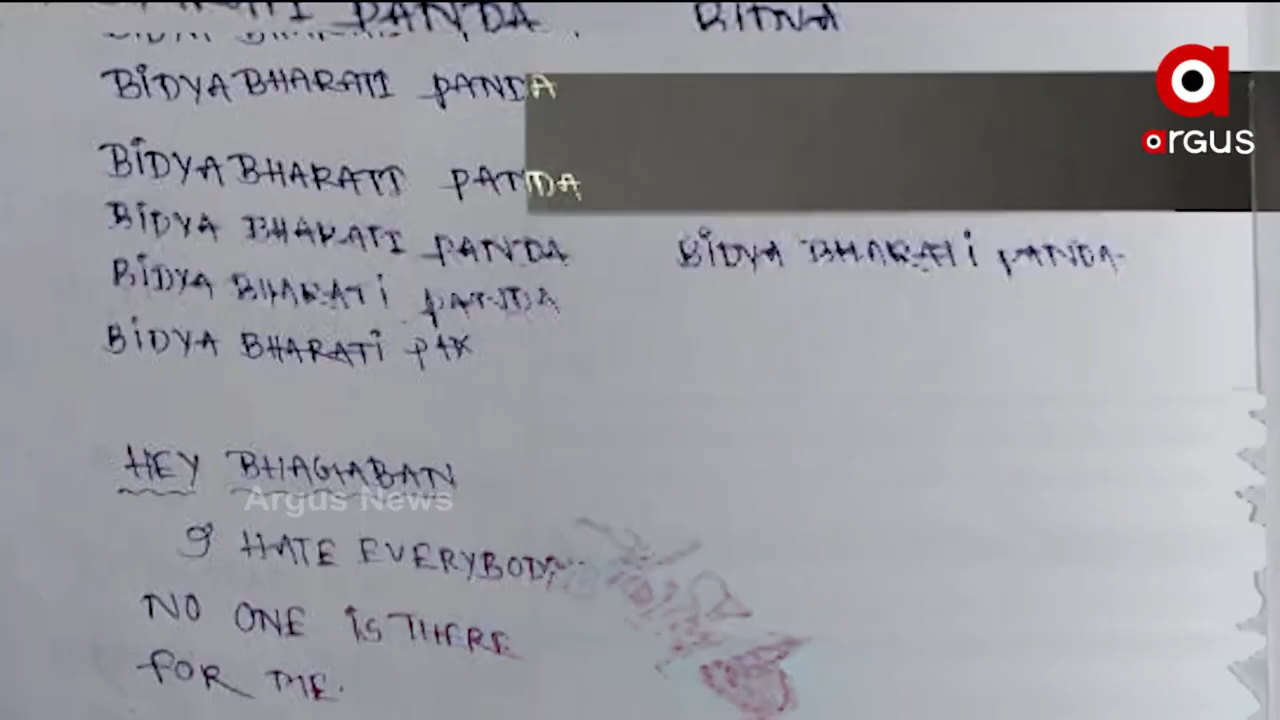 PANDA
BiDYA BHARATI PANDA
BiDYA BHARATI PANDA
BiDYA BHARATI PANDA BiDYA BHARATi PANDA
BiDYA BHARATi PANDA
BiDYA BHARATi
HEY BHAGABAN
I HATE EVERYBODY
NO ONE iS THERE
FOR ME.
argus
Argus News